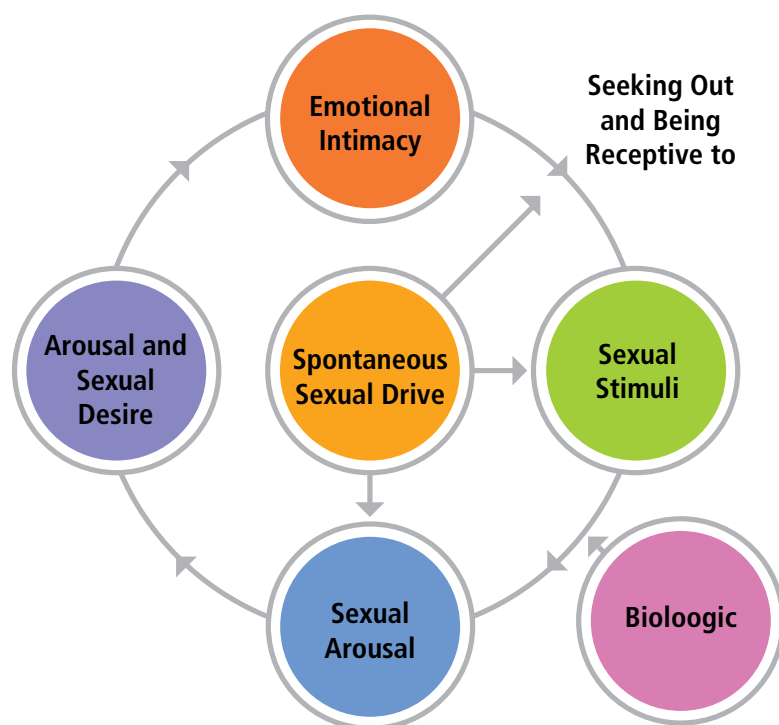 Emotional
Intimacy
Seeking Out
and Being
Receptive to
Arousal and
Sexual
Desire
Spontaneous
Sexual Drive
Sexual
Stimuli
Sexual
Arousal
Bioloogic